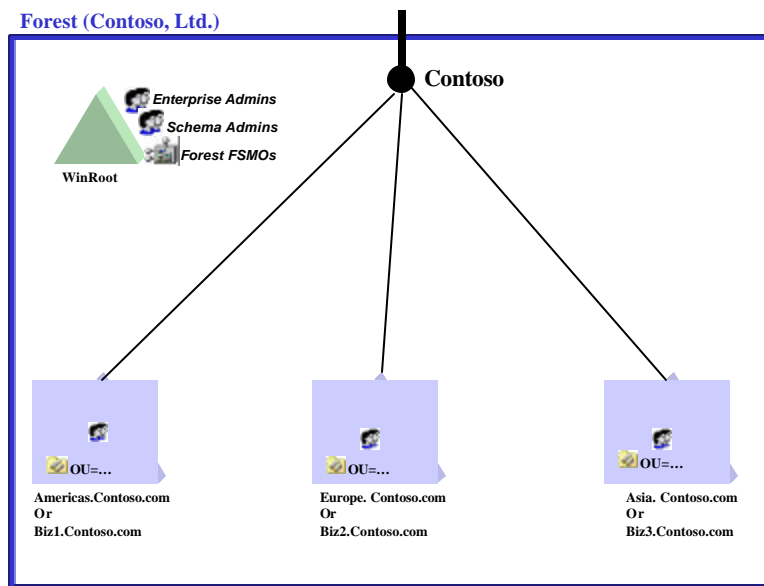 Forest (Contoso, Ltd.)
Contoso
Enterprise Admins
Schema Admins
Forest FSMOs
WinRoot
OU=…
OU=…
OU=…
Americas.Contoso.com
Or
Biz1.Contoso.com
Europe. Contoso.com
Or
Biz2.Contoso.com
Asia. Contoso.com
Or
Biz3.Contoso.com